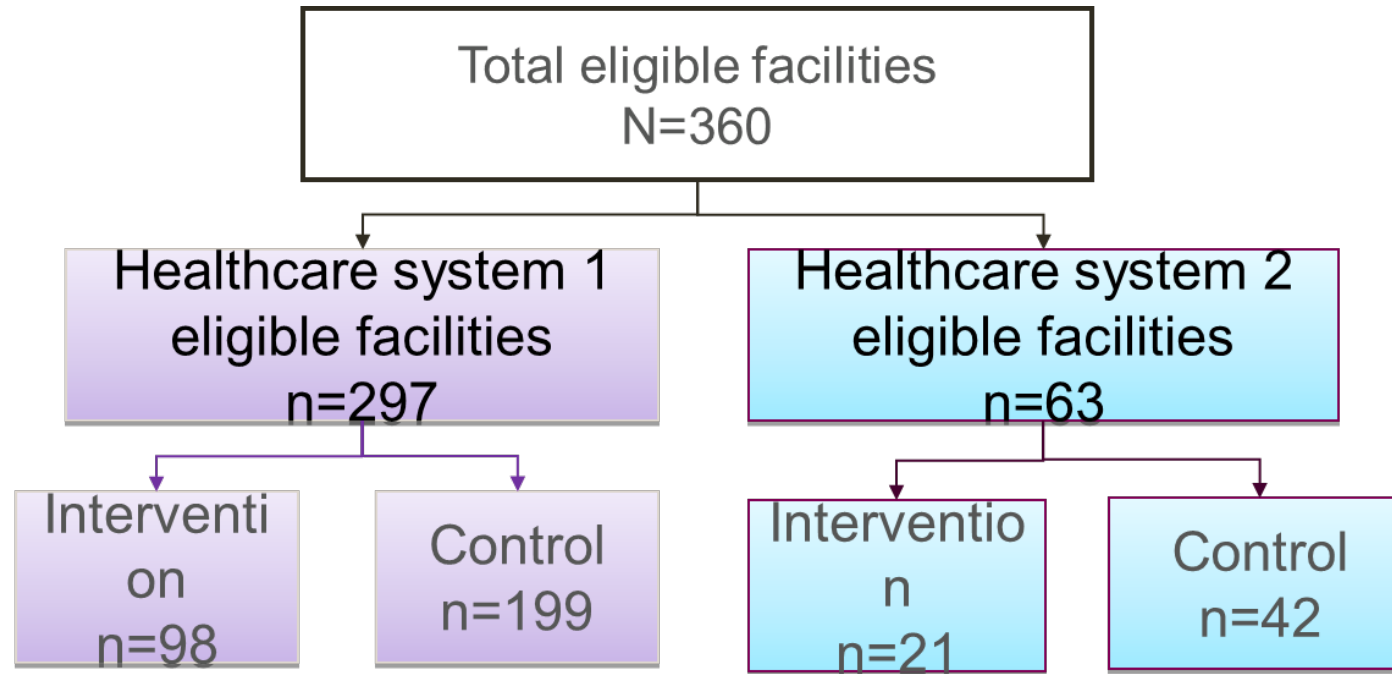 Total eligible facilities
N=360
Healthcare system 1
eligible facilities
n=297
Healthcare system 2
eligible facilities
n=63
Interventi
on
n=98
Control
n=199
Interventio
n
n=21
Control
n=42